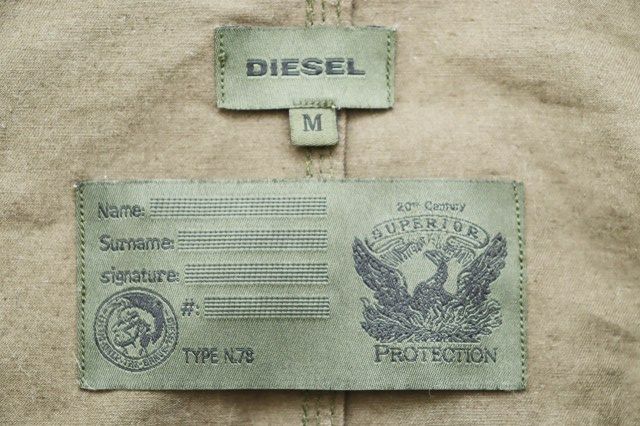 DIESEL
M
Name:
Surname:
signature:
#:
TYPE N.78
20th Century
SUPERIOR
PROTECTION